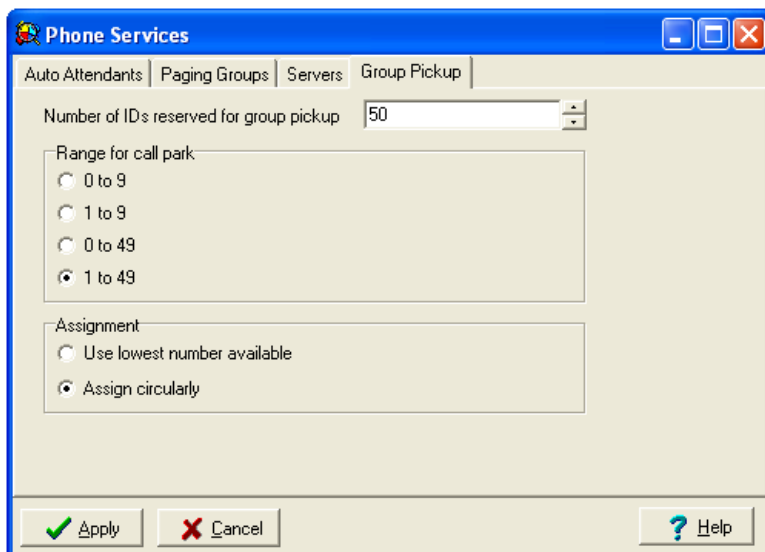 Phone Services
Auto Attendants Paging Groups Servers Group Pickup
Number of IDs reserved for group pickup 50
Range for call park
0 to 9
1 to 9
0 to 49
1 to 49
Assignment
Use lowest number available
Assign circularly
Apply Cancel Help